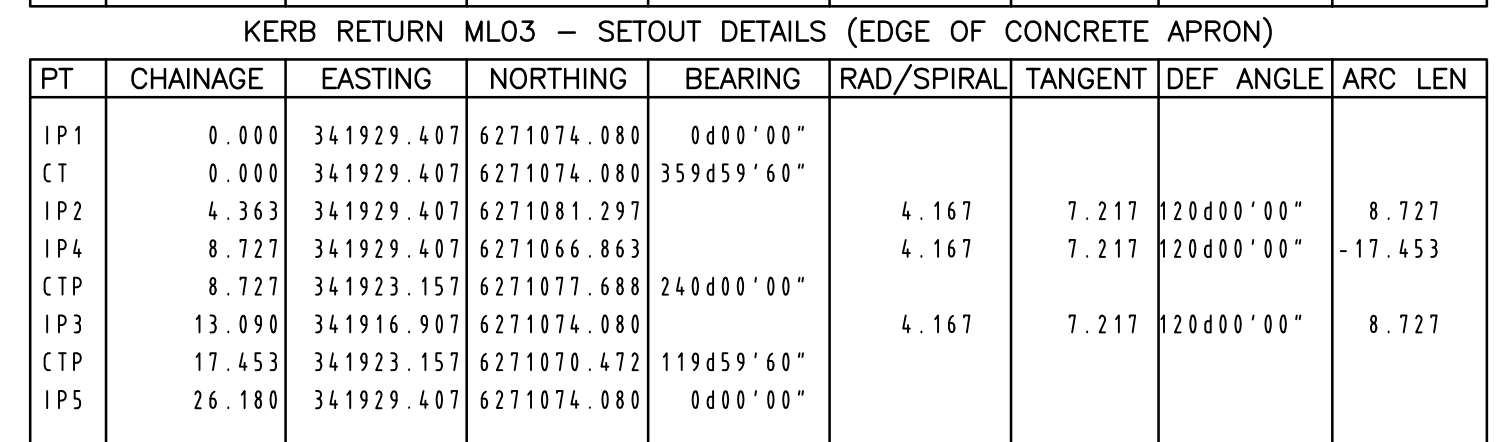 KERB RETURN ML03 – SETOUT DETAILS (EDGE OF CONCRETE APRON)
PT CHAINAGE EASTING NORTHING BEARING RAD/SPIRAL TANGENT DEF ANGLE ARC LEN
IP1 0.000 341929.407 6271074.080 0d00'00"
CT 0.000 341929.407 6271074.080 359d59'60"
IP2 4.363 341929.407 6271081.297 4.167 7.217 120d00'00" 8.727
IP4 8.727 341929.407 6271066.863 4.167 7.217 120d00'00" -17.453
CTP 8.727 341923.157 6271077.688 240d00'00"
IP3 13.090 341916.907 6271074.080 4.167 7.217 120d00'00" 8.727
CTP 17.453 341923.157 6271070.472 119d59'60"
IP5 26.180 341929.407 6271074.080 0d00'00"